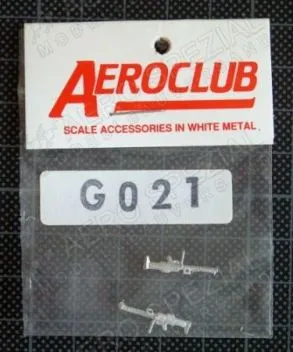 AEROCLUB
SCALE ACCESSORIES IN WHITE METAL
G021